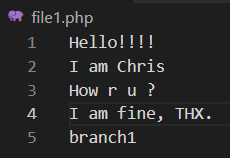 file1.php
1 Hello!!!!
2 I am Chris
3 How r u ?
4 I am fine, THX.
5 branch1